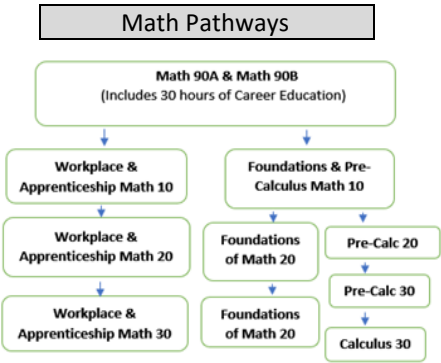 Math Pathways
Math 90A & Math 90B
(Includes 30 hours of Career Education)
Workplace &
Apprenticeship Math 10
Foundations & Pre-
Calculus Math 10
Workplace &
Apprenticeship Math 20
Foundations
of Math 20
Pre-Calc 20
Pre-Calc 30
Workplace &
Apprenticeship Math 30
Foundations
of Math 20
Calculus 30